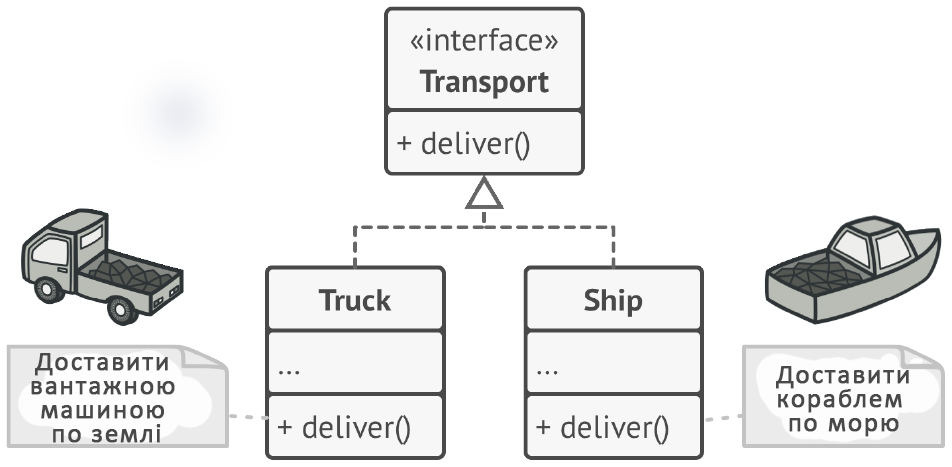 «interface»
Transport
+ deliver()
Truck
...
+ deliver()
Ship
...
+ deliver()
Доставити
вантажною
машиною
по землі
Доставити
кораблем
по морю